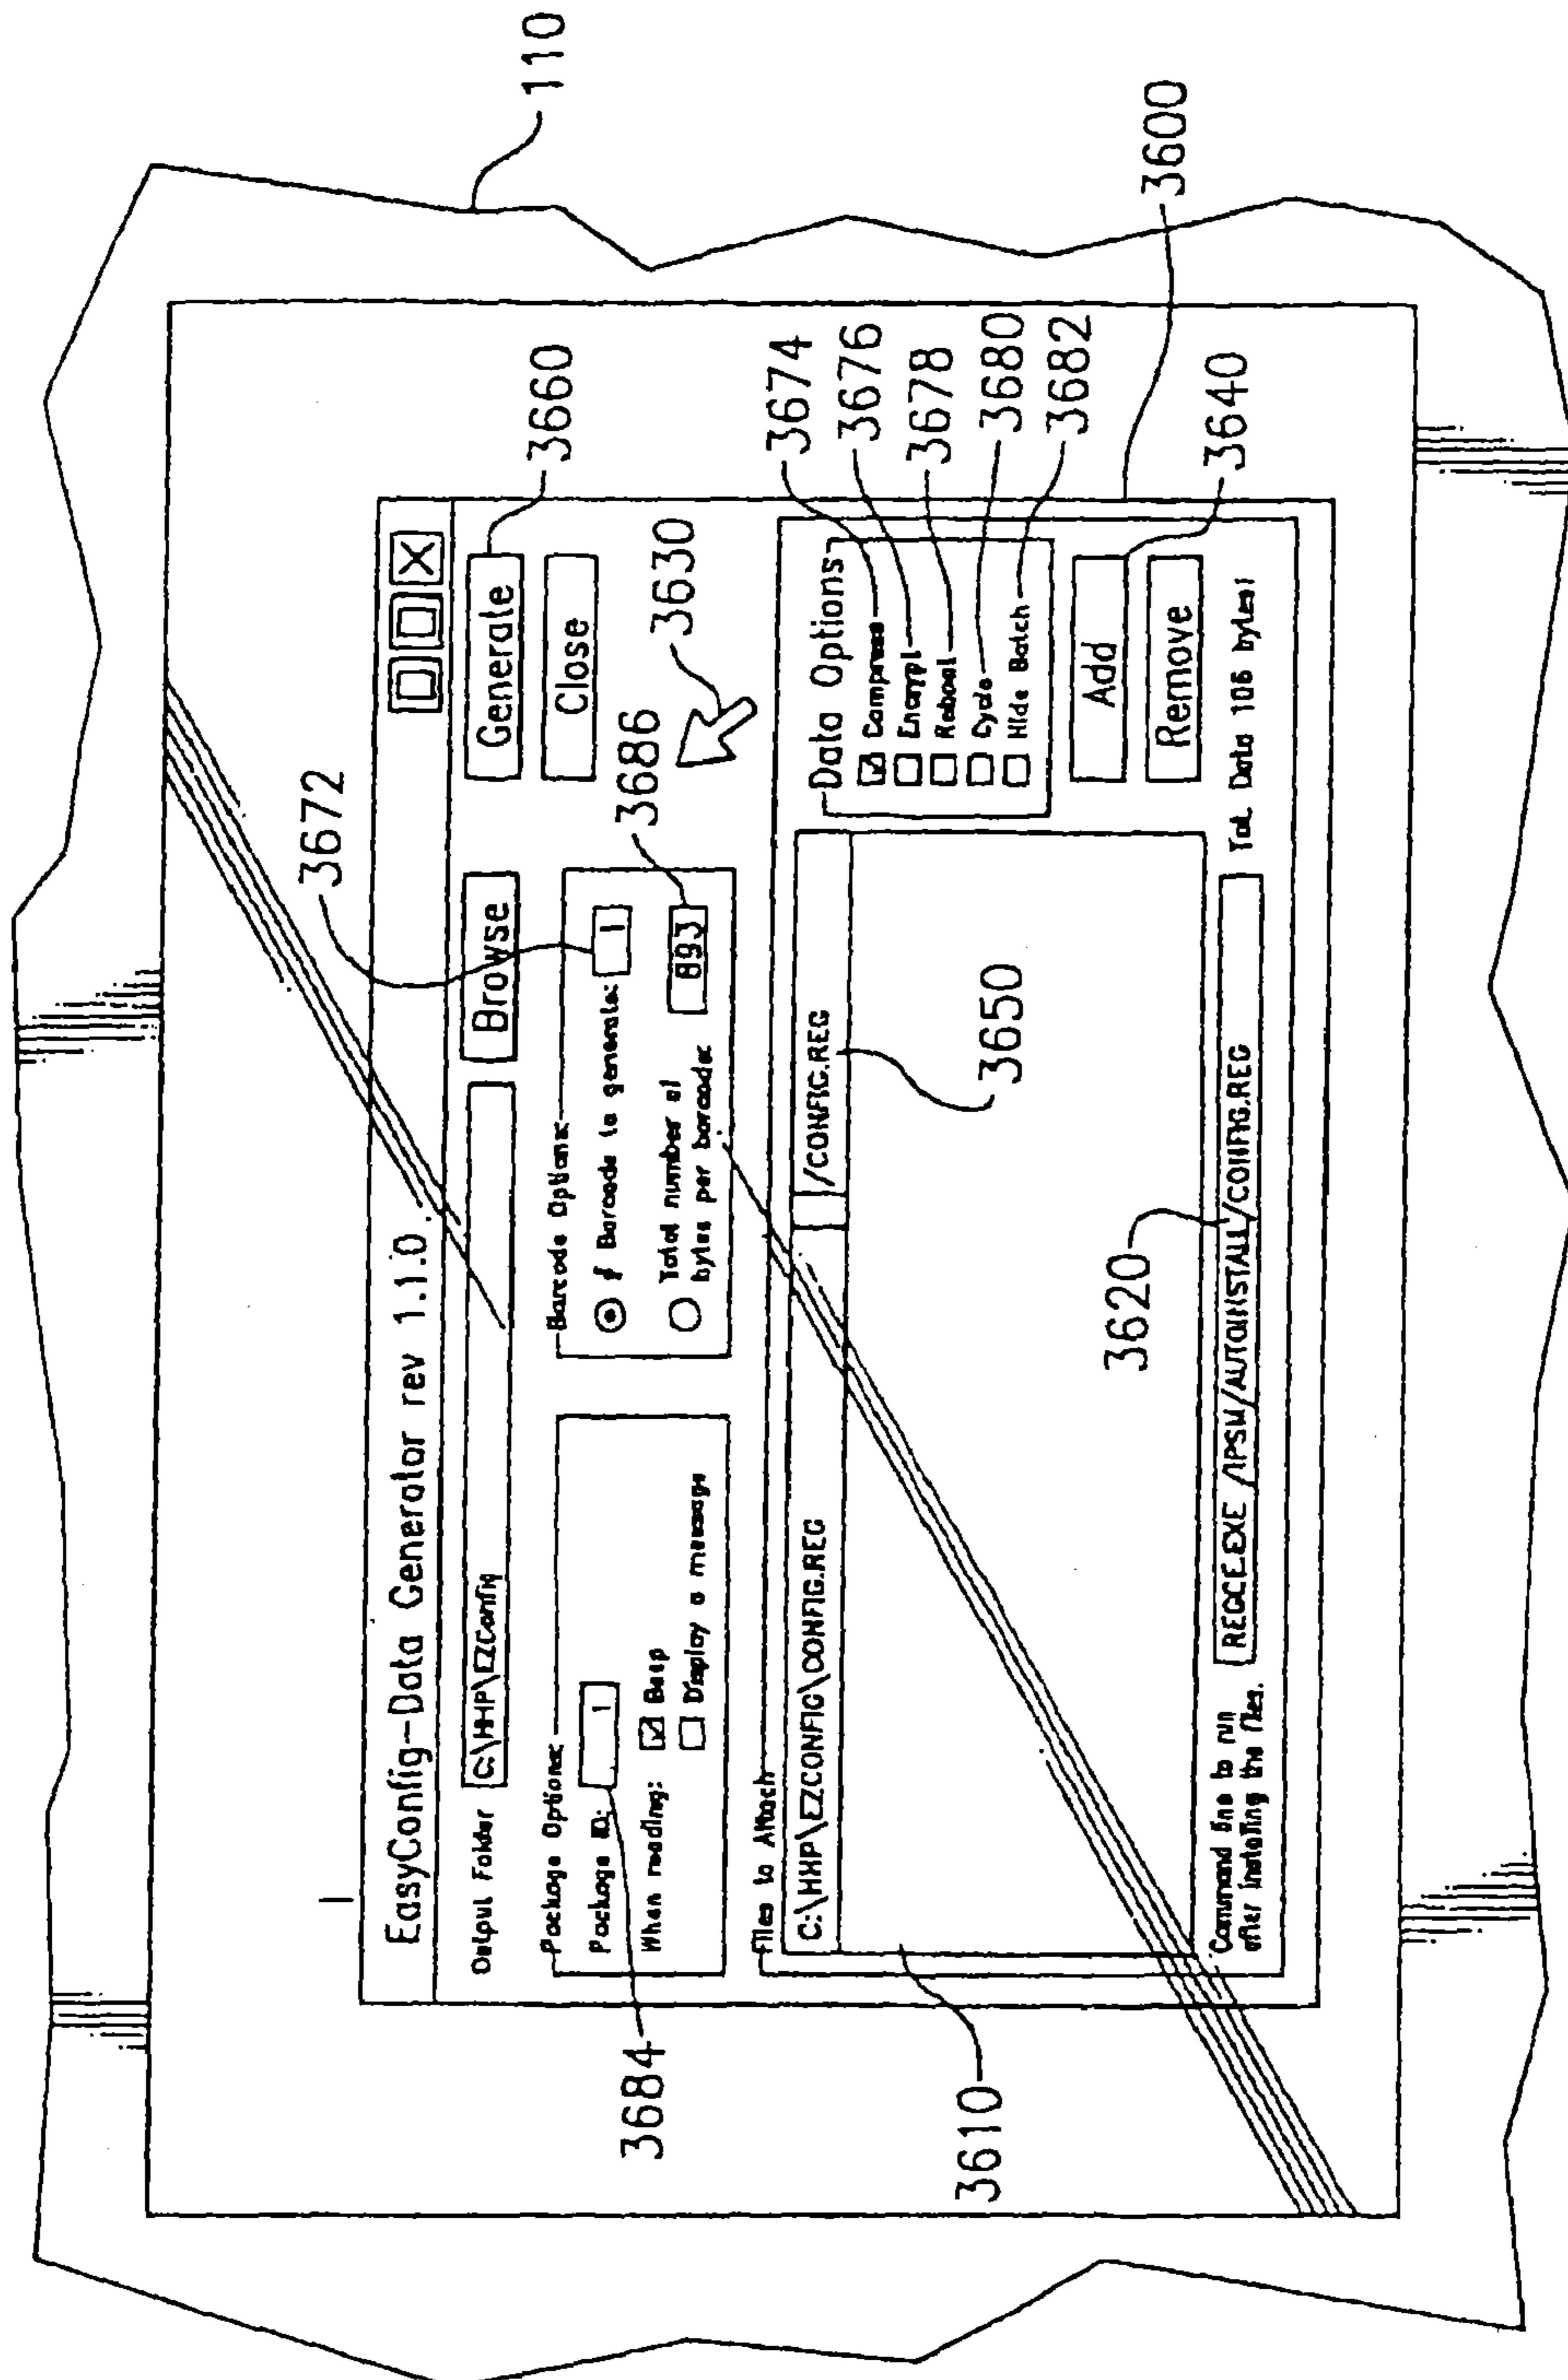 110
3600
EasyConfig-Data Generator rev 1.1.0
Output Folder C:\HHP\EZConfig Browse Generate
3660
Close
3672
3686
3630
Package Options:
Package ID: 1
When reading: Beep
Display a message
3684
Barcode Options:
# Barcode to generate: 1
Total number of
bytes per barcode: 893
Files to Attach
C:\HHP\EZCONFIG\CONFIG.REG /CONFIG.REG
3610
3650
Data Options
Compress 3674
Encrypt 3676
Reboot 3678
Cycle 3680
Hide Batch 3682
Add 3640
Remove
3620
Command line to run
after installing the files.
REGCE.EXE /IPSM/AUTOINSTALL/CONFIG.REG
Tot. Data 106 bytes!